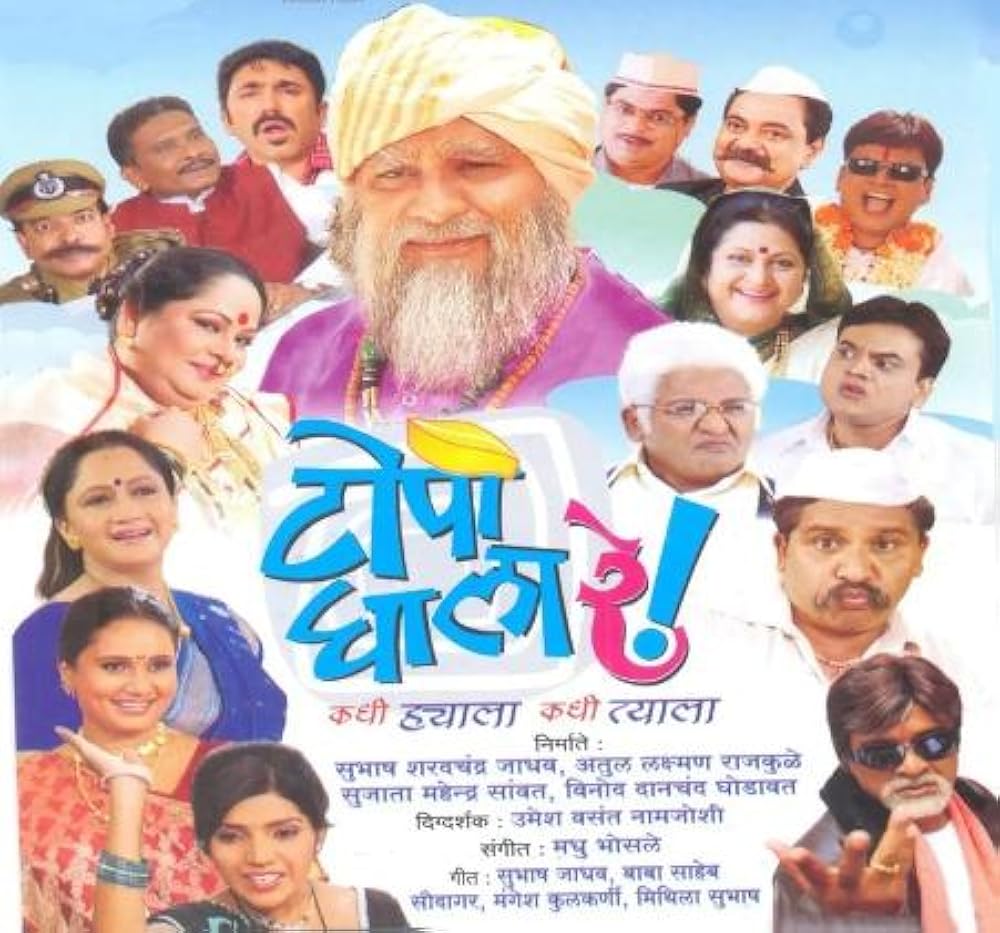 टोपी
घाला रे!
कधी ह्याला कधी त्याला
निर्माते :
सुभाष शरदचंद्र जाधव, अतुल लक्ष्मण राजकुळे
सुजाता महेन्द्र सावंत, विनोद दानचंद घोडावत
दिग्दर्शक : उमेश वसंत नामजोशी
संगीत : मधु भोसले
गीत : सुभाष जाधव, बाबा साहेब
सौदागर, मंगेश कुलकर्णी, मिथिला सुभाष